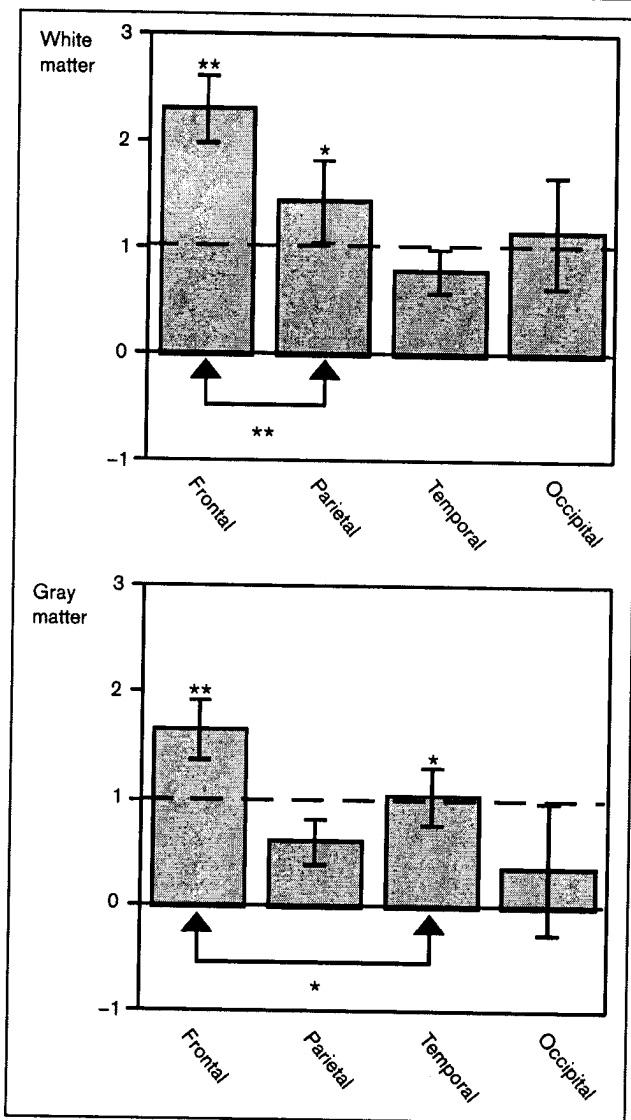 White
matter
3
2
1
0
−1
**
*
**
Frontal
Parietal
Temporal
Occipital
Gray
matter
3
2
1
0
−1
**
*
*
Frontal
Parietal
Temporal
Occipital